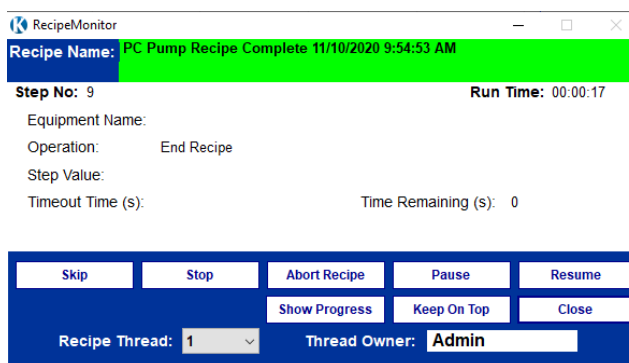 RecipeMonitor
Recipe Name: PC Pump Recipe Complete 11/10/2020 9:54:53 AM
Step No: 9 Run Time: 00:00:17
Equipment Name:
Operation: End Recipe
Step Value:
Timeout Time (s): Time Remaining (s): 0
Skip Stop Abort Recipe Pause Resume
Show Progress Keep On Top Close
Recipe Thread: 1 Thread Owner: Admin